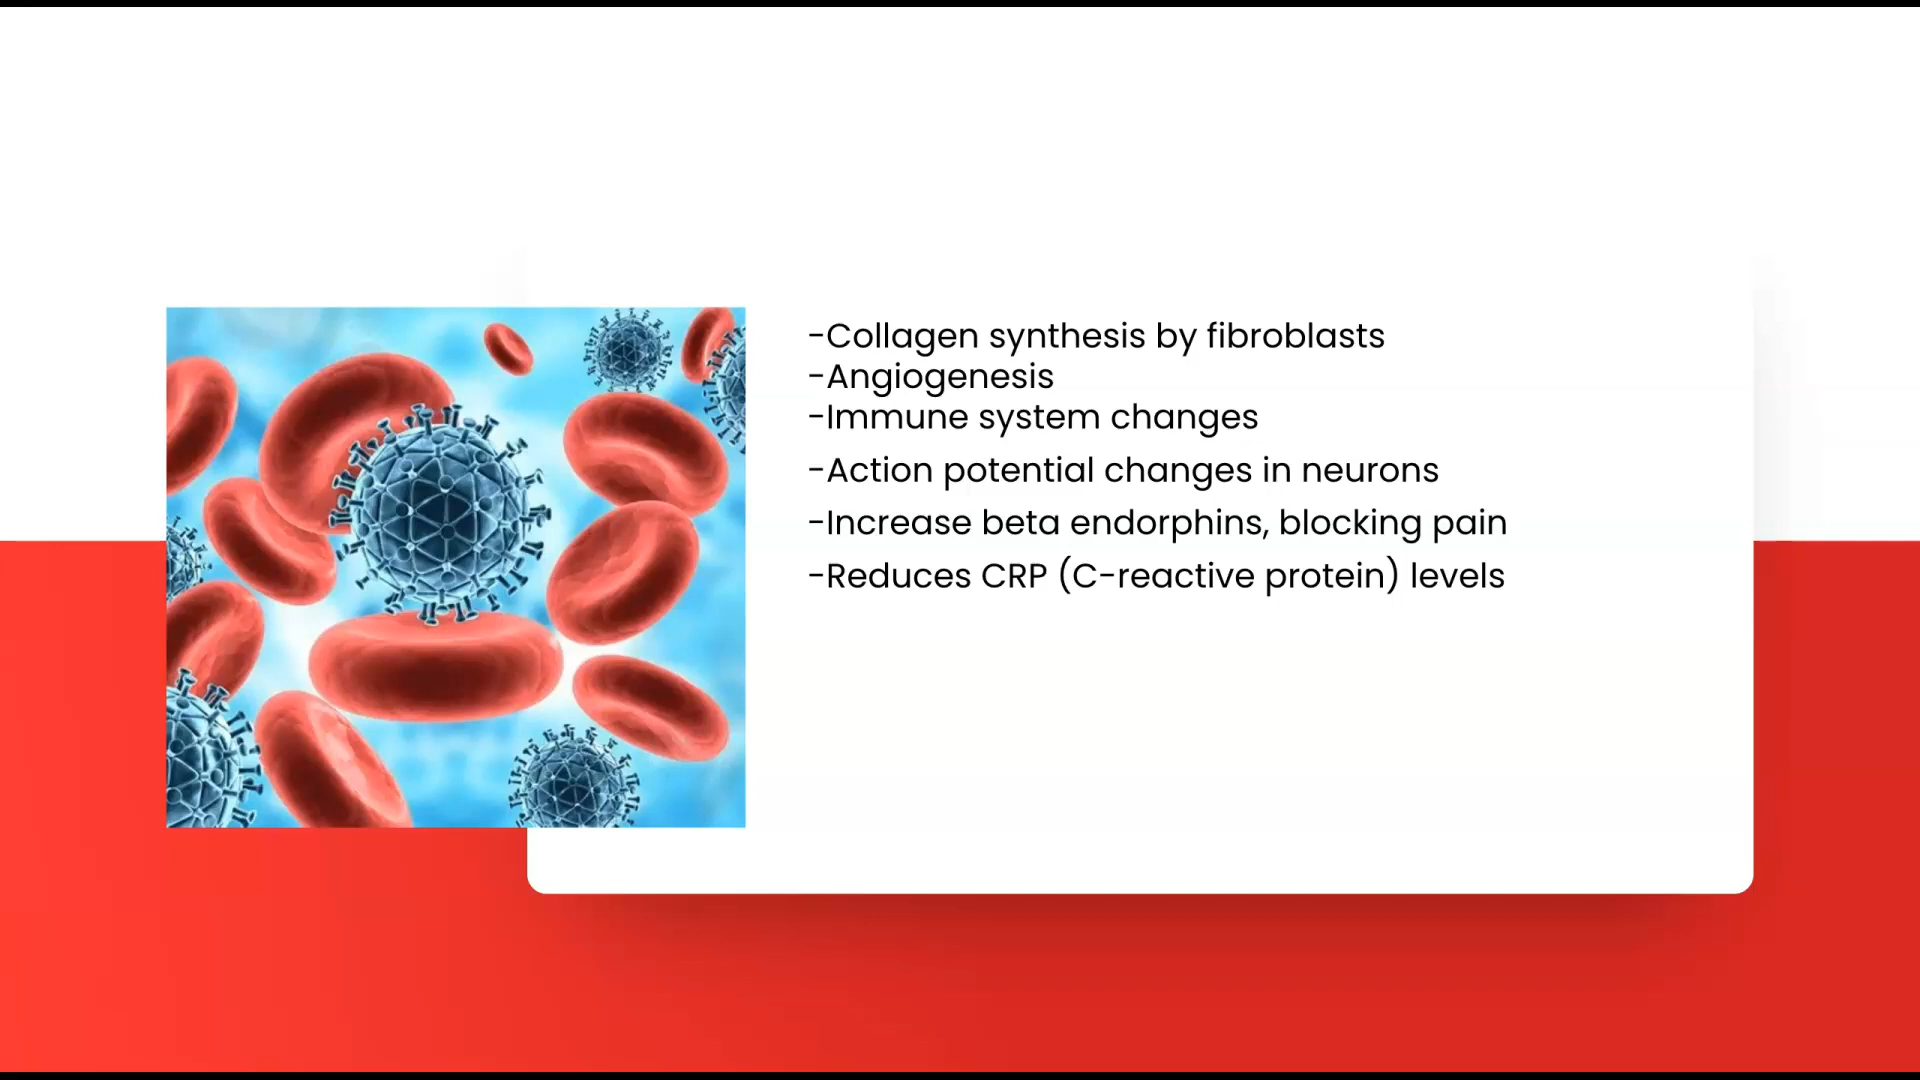 -Collagen synthesis by fibroblasts
-Angiogenesis
-Immune system changes
-Action potential changes in neurons
-Increase beta endorphins, blocking pain
-Reduces CRP (C-reactive protein) levels